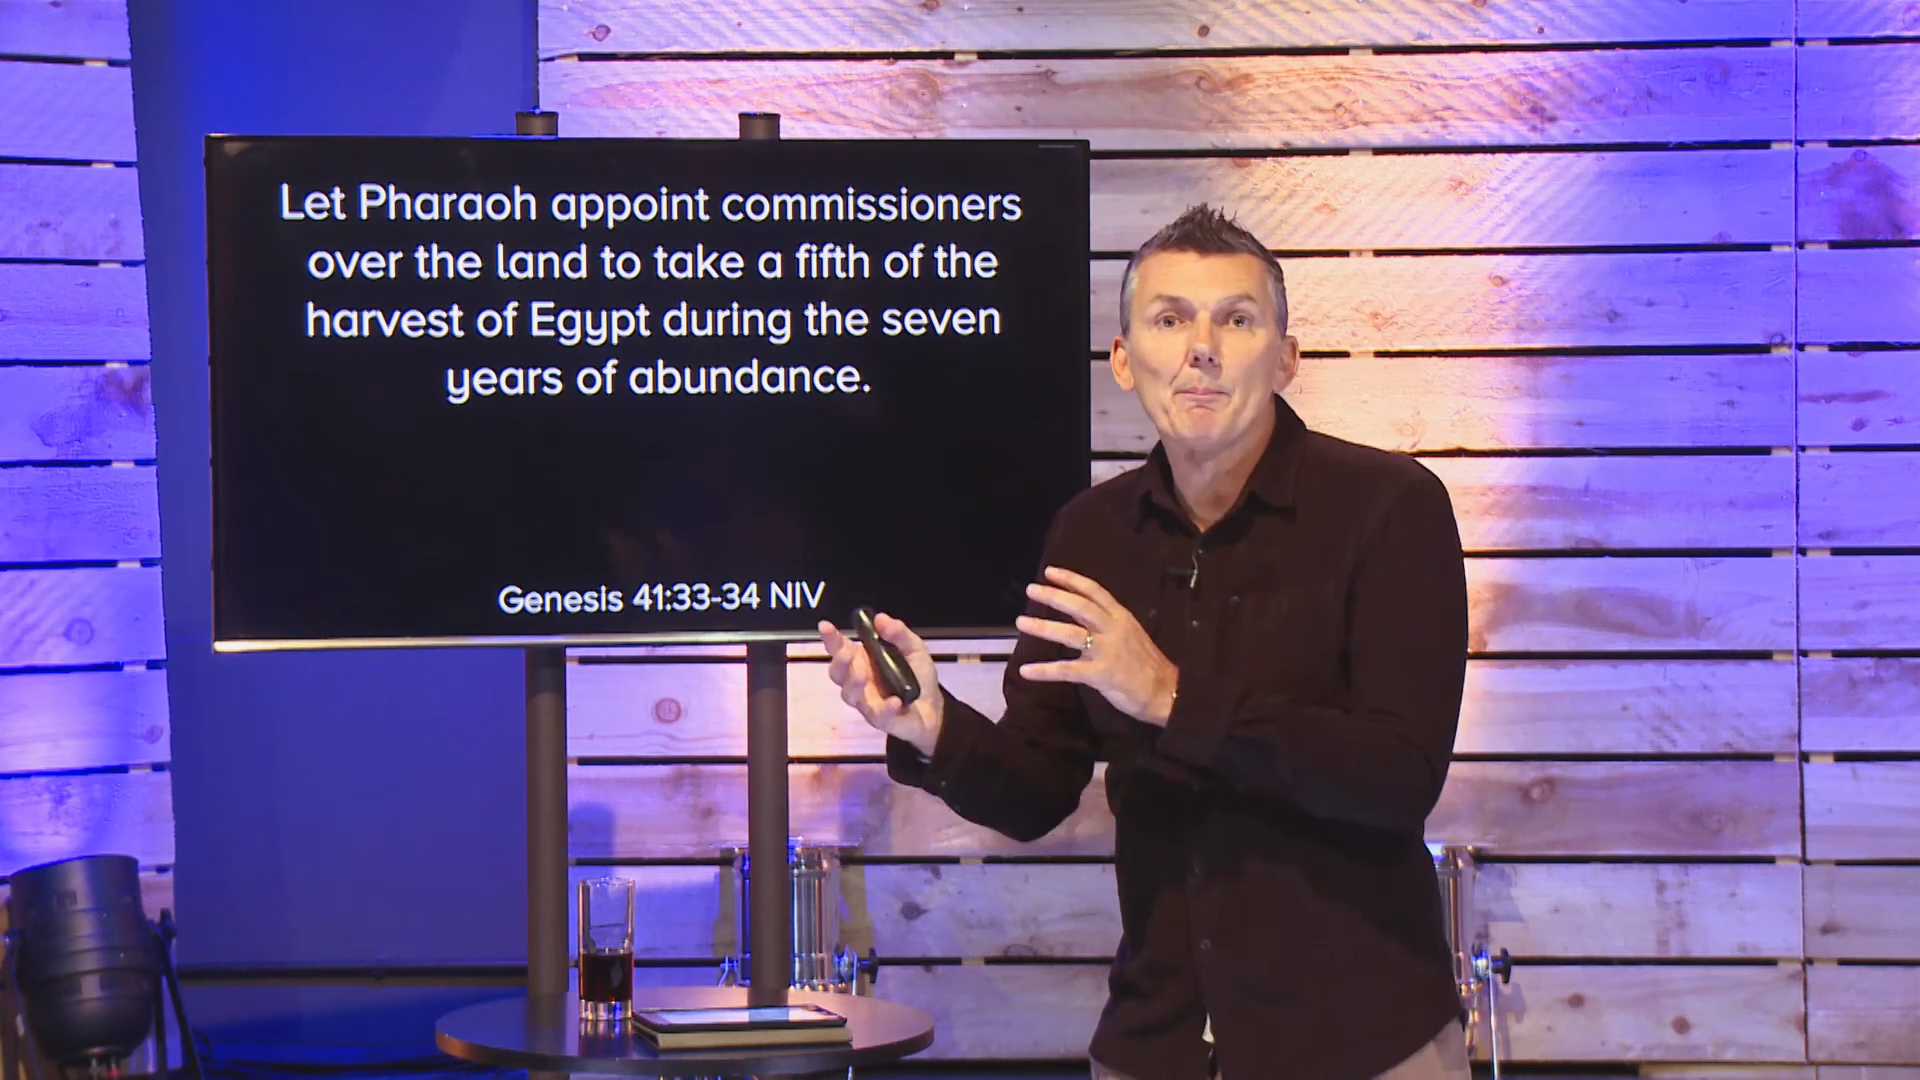 Let Pharaoh appoint commissioners
over the land to take a fifth of the
harvest of Egypt during the seven
years of abundance.
Genesis 41:33-34 NIV